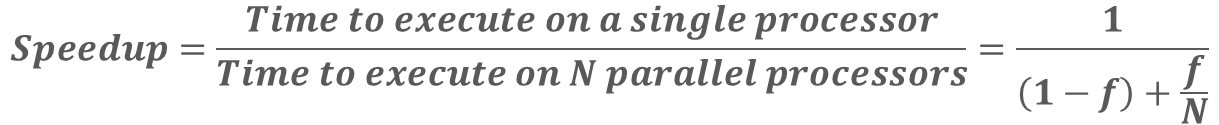 Speedup = Time to execute on a single processor / Time to execute on N parallel processors = 1 / ((1 − f) + f/N)